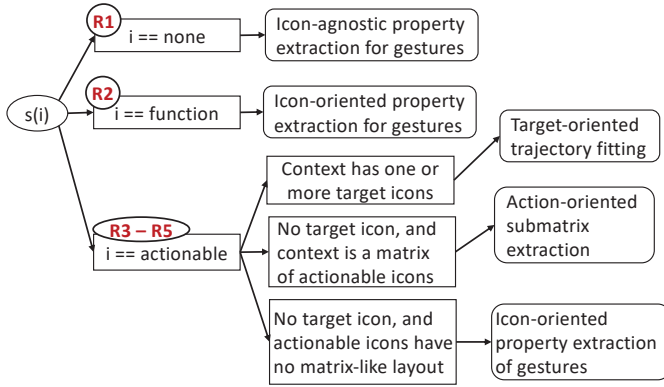 R1
i == none
Icon-agnostic property
extraction for gestures
s(i)
R2
i == function
Icon-oriented property
extraction for gestures
R3 – R5
i == actionable
Context has one or
more target icons
Target-oriented
trajectory fitting
No target icon, and
context is a matrix
of actionable icons
Action-oriented
submatrix
extraction
No target icon, and
actionable icons have
no matrix-like layout
Icon-oriented
property extraction
of gestures